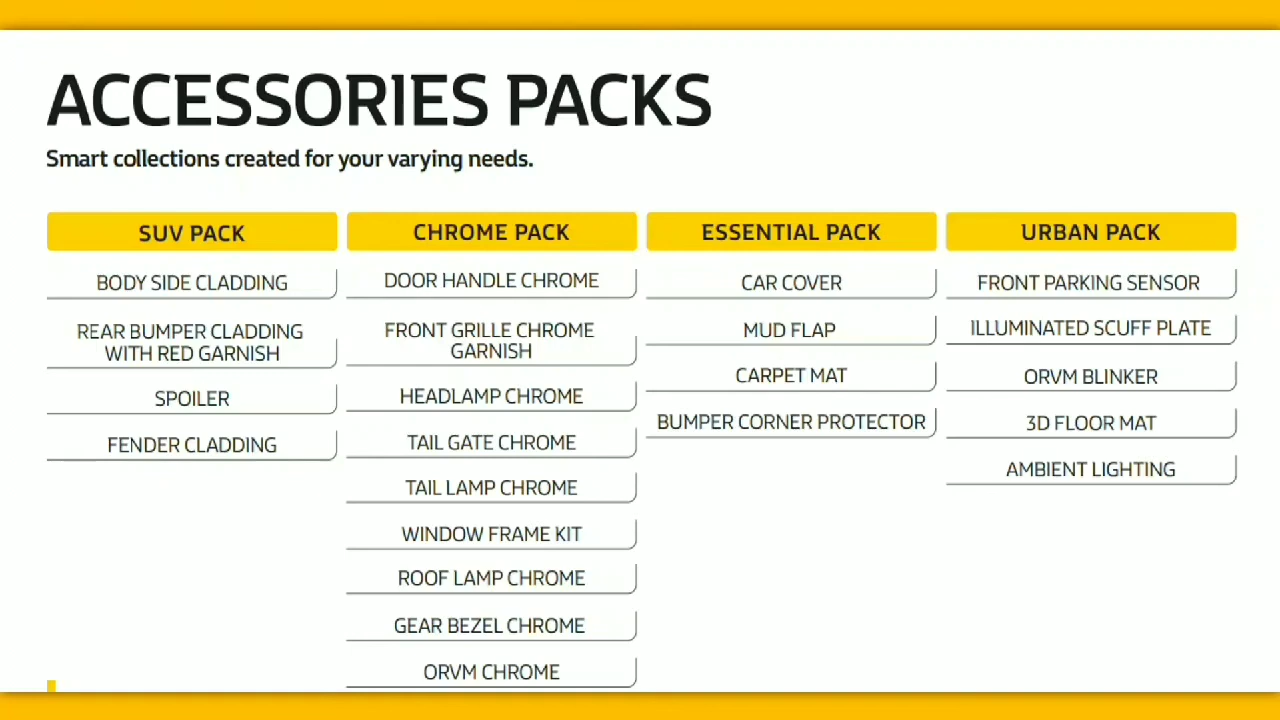 ACCESSORIES PACKS
Smart collections created for your varying needs.
SUV PACK
BODY SIDE CLADDING
REAR BUMPER CLADDING
WITH RED GARNISH
SPOILER
FENDER CLADDING
CHROME PACK
DOOR HANDLE CHROME
FRONT GRILLE CHROME
GARNISH
HEADLAMP CHROME
TAIL GATE CHROME
TAIL LAMP CHROME
WINDOW FRAME KIT
ROOF LAMP CHROME
GEAR BEZEL CHROME
ORVM CHROME
ESSENTIAL PACK
CAR COVER
MUD FLAP
CARPET MAT
BUMPER CORNER PROTECTOR
URBAN PACK
FRONT PARKING SENSOR
ILLUMINATED SCUFF PLATE
ORVM BLINKER
3D FLOOR MAT
AMBIENT LIGHTING